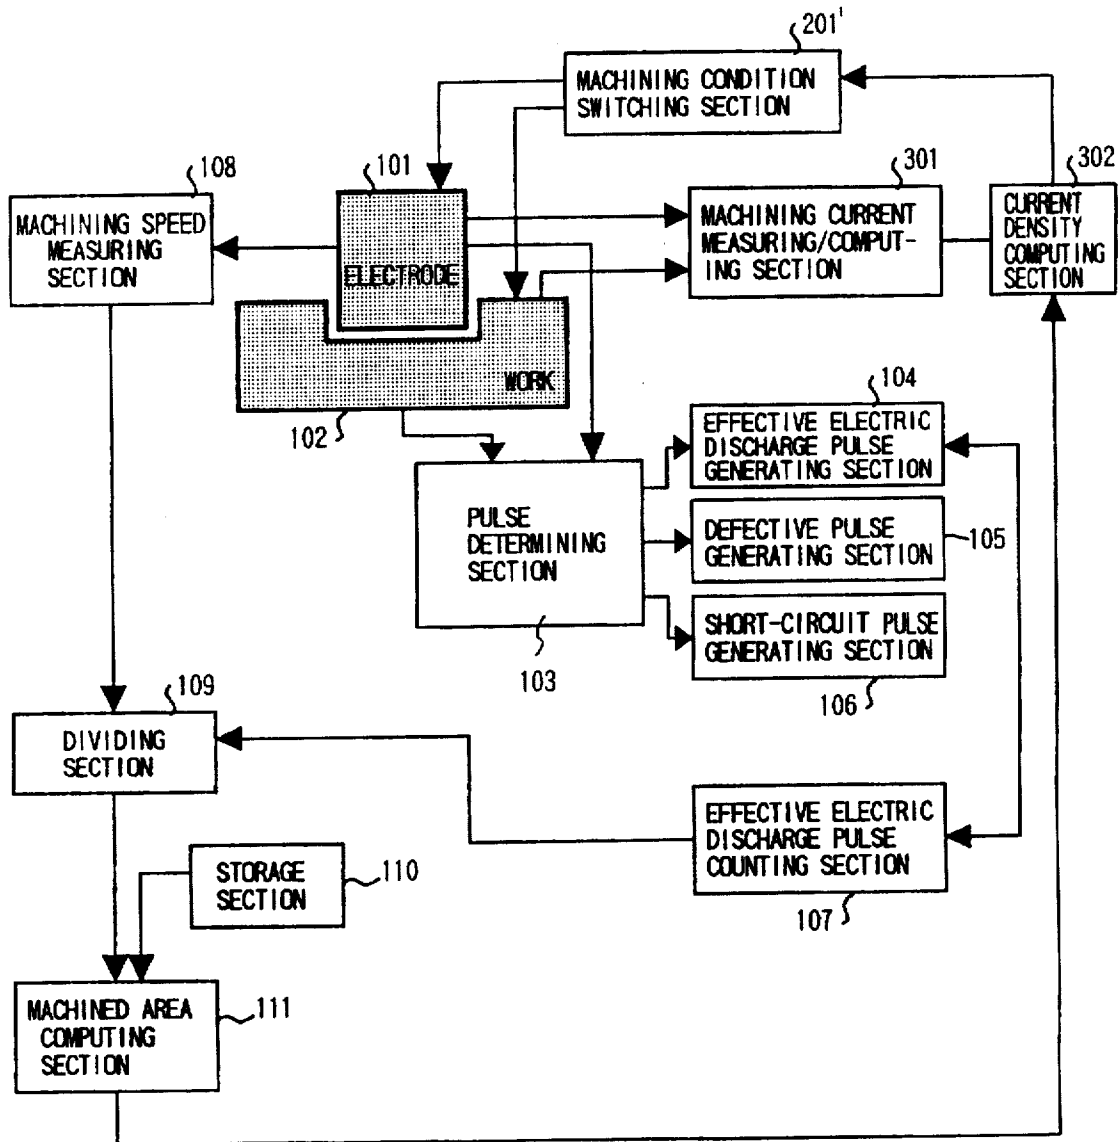 201'
MACHINING CONDITION
SWITCHING SECTION
108
101
301
302
MACHINING SPEED
MEASURING
SECTION
ELECTRODE
MACHINING CURRENT
MEASURING/COMPUT-
ING SECTION
CURRENT
DENSITY
COMPUTING
SECTION
WORK
102
104
EFFECTIVE ELECTRIC
DISCHARGE PULSE
GENERATING SECTION
PULSE
DETERMINING
SECTION
103
DEFECTIVE PULSE
GENERATING SECTION
105
SHORT-CIRCUIT PULSE
GENERATING SECTION
106
109
DIVIDING
SECTION
EFFECTIVE ELECTRIC
DISCHARGE PULSE
COUNTING SECTION
107
STORAGE
SECTION
110
MACHINED AREA
COMPUTING
SECTION
111